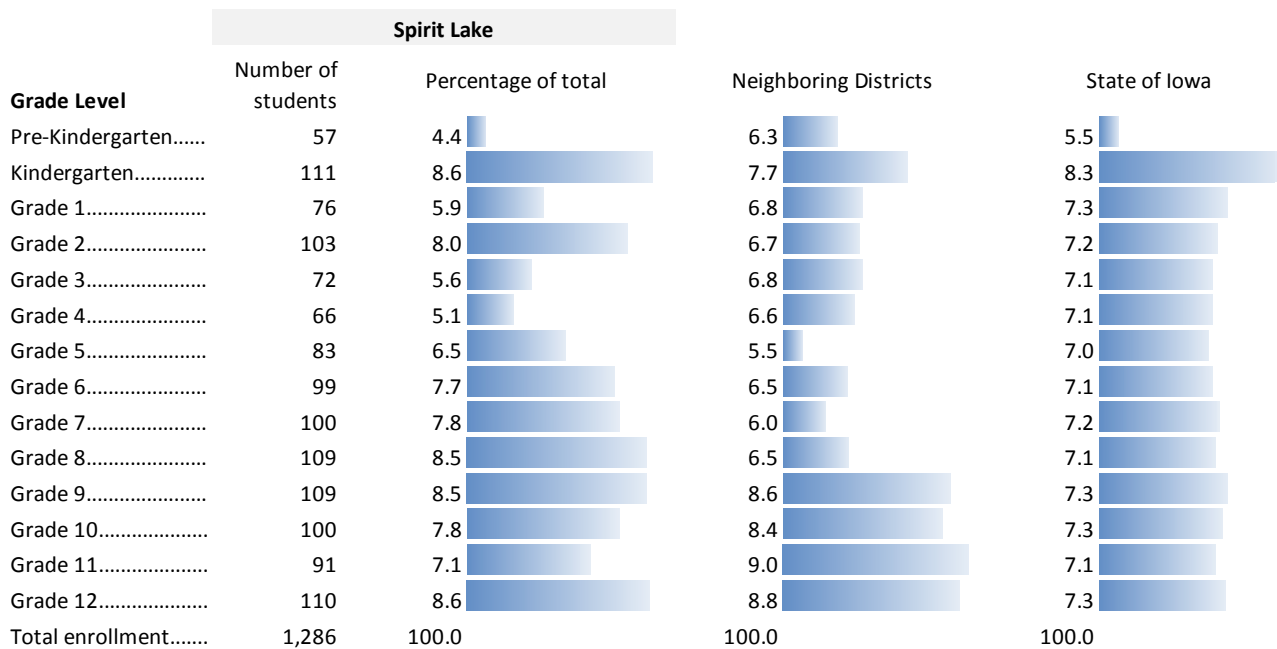 Spirit Lake
Grade Level Number of students Percentage of total Neighboring Districts State of Iowa
Pre-Kindergarten...... 57 4.4 6.3 5.5
Kindergarten............. 111 8.6 7.7 8.3
Grade 1...................... 76 5.9 6.8 7.3
Grade 2...................... 103 8.0 6.7 7.2
Grade 3...................... 72 5.6 6.8 7.1
Grade 4...................... 66 5.1 6.6 7.1
Grade 5...................... 83 6.5 5.5 7.0
Grade 6...................... 99 7.7 6.5 7.1
Grade 7...................... 100 7.8 6.0 7.2
Grade 8...................... 109 8.5 6.5 7.1
Grade 9...................... 109 8.5 8.6 7.3
Grade 10.................... 100 7.8 8.4 7.3
Grade 11.................... 91 7.1 9.0 7.1
Grade 12.................... 110 8.6 8.8 7.3
Total enrollment....... 1,286 100.0 100.0 100.0